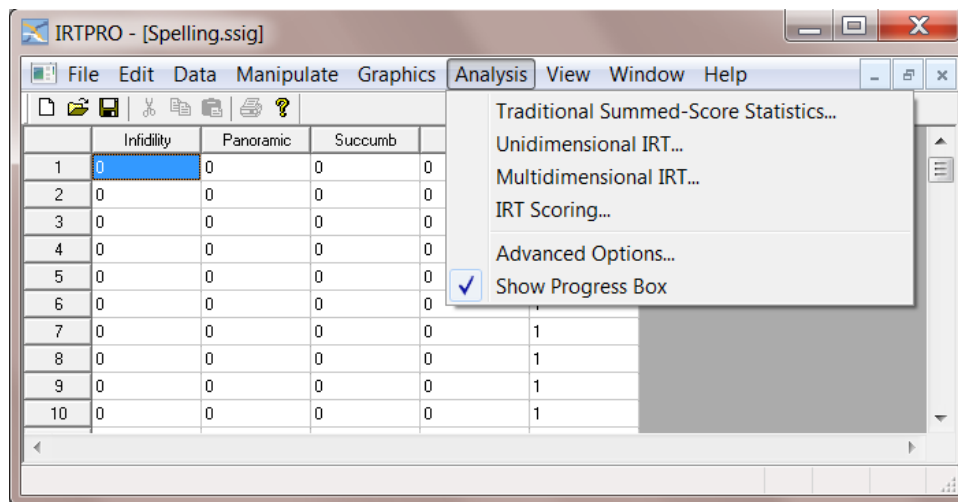 IRTPRO - [Spelling.ssig]
File Edit Data Manipulate Graphics Analysis View Window Help
Traditional Summed-Score Statistics...
Unidimensional IRT...
Multidimensional IRT...
IRT Scoring...
Advanced Options...
Show Progress Box
Infidility Panoramic Succumb
1 0 0 0 0
2 0 0 0 0
3 0 0 0 0
4 0 0 0 0
5 0 0 0 0
6 0 0 0 0
7 0 0 0 0 1
8 0 0 0 0 1
9 0 0 0 0 1
10 0 0 0 0 1